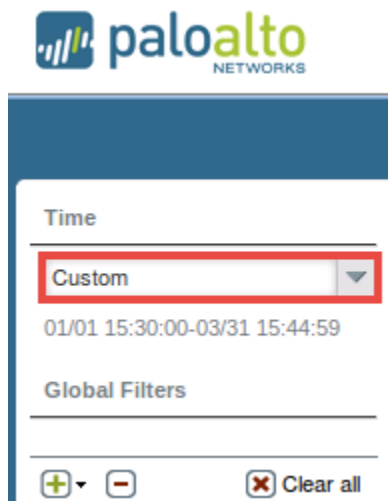 paloalto
NETWORKS
Time
Custom
01/01 15:30:00-03/31 15:44:59
Global Filters
Clear all